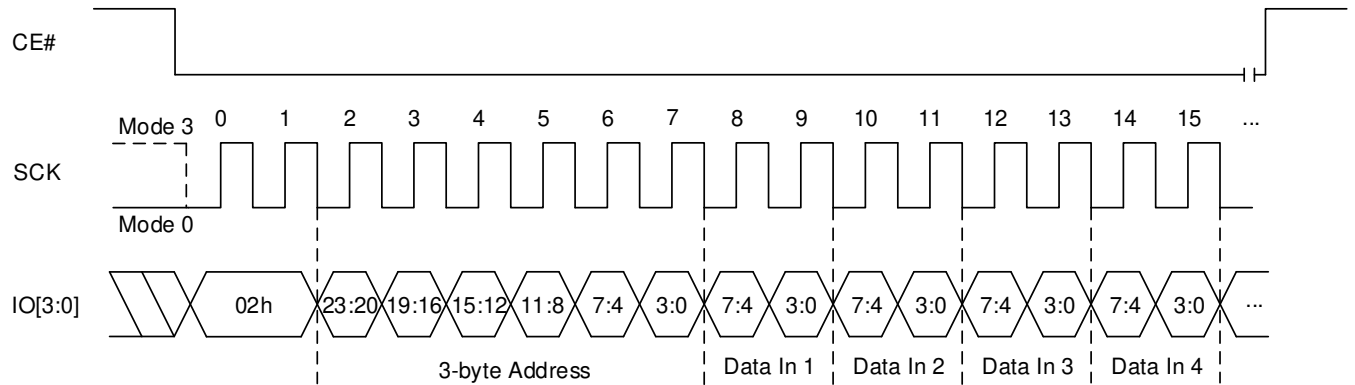 CE#
Mode 3 0 1 2 3 4 5 6 7 8 9 10 11 12 13 14 15 ...
SCK
Mode 0
IO[3:0] 02h 23:20 19:16 15:12 11:8 7:4 3:0 7:4 3:0 7:4 3:0 7:4 3:0 7:4 3:0 ...
3-byte Address Data In 1 Data In 2 Data In 3 Data In 4